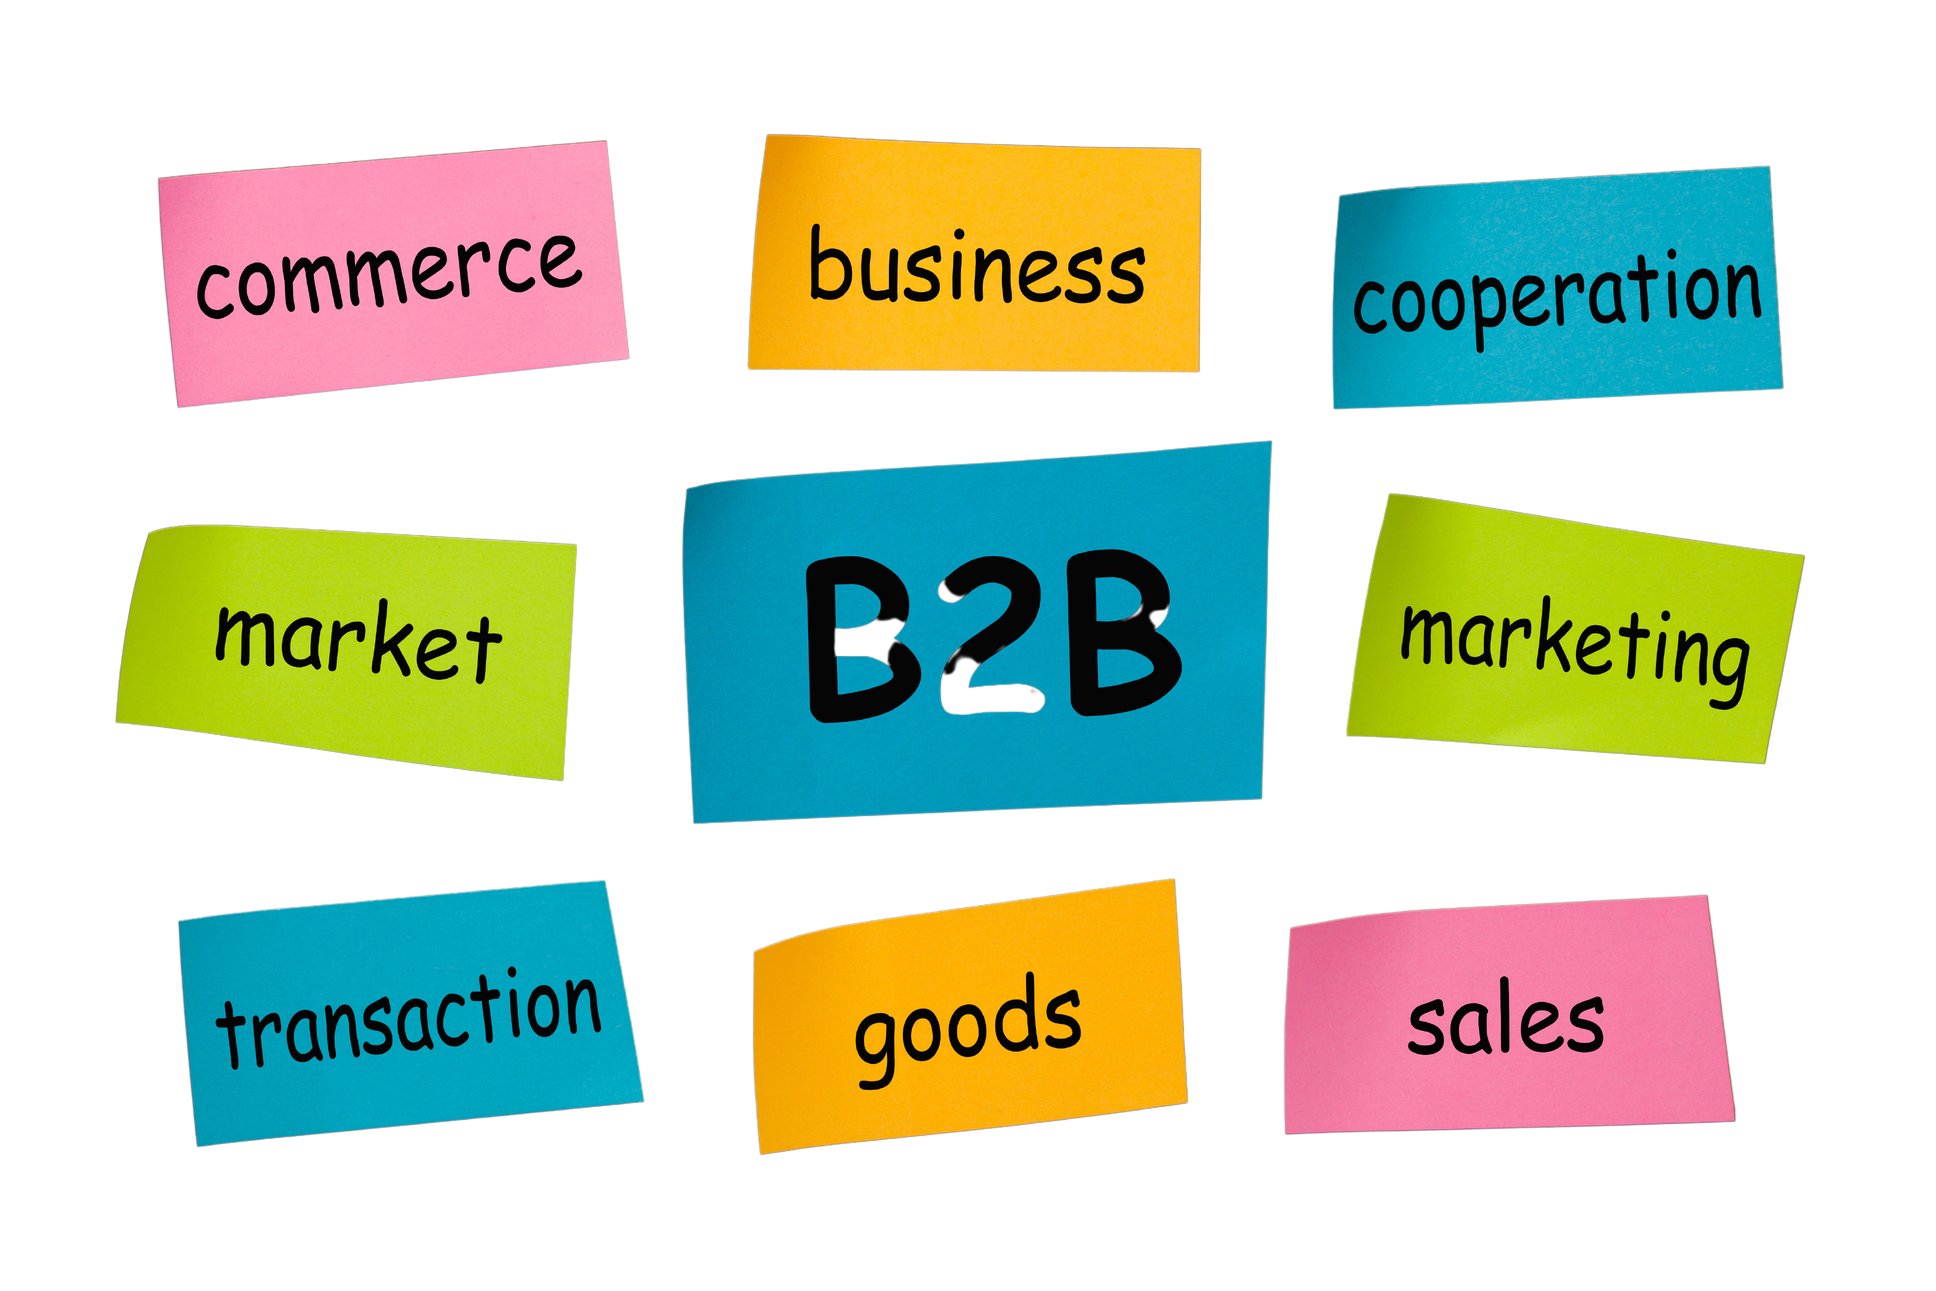 commerce
business
cooperation
market
B2B
marketing
transaction
goods
sales